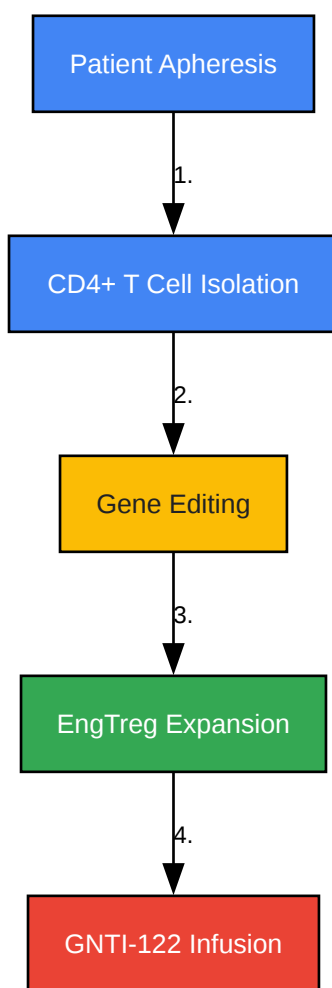 Patient Apheresis
1.
CD4+ T Cell Isolation
2.
Gene Editing
3.
EngTreg Expansion
4.
GNTI-122 Infusion